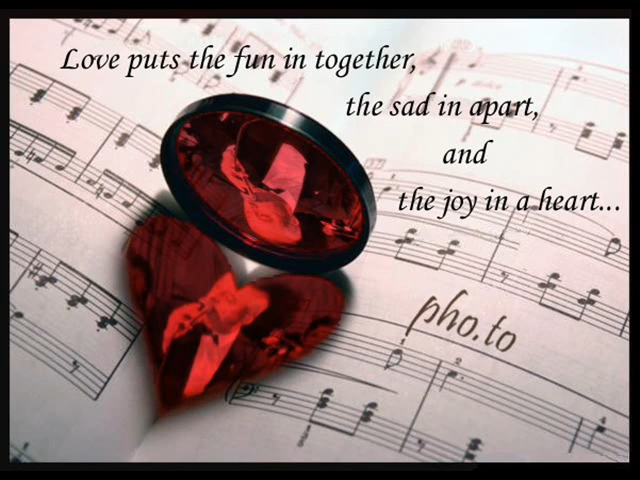 Love puts the fun in together,
the sad in apart,
and
the joy in a heart...
pho.to